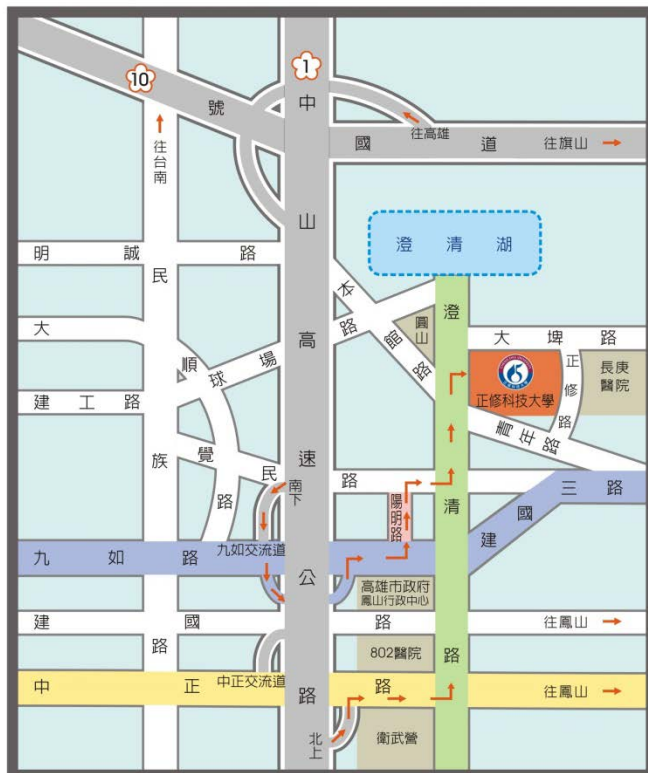 10
號
1
中山高速公路
往高雄
國道
往旗山
往台南
明誠路
澄清湖
民族路
大順路
球場路
本館路
圓山
澄清路
大埤路
正修科技大學
正修路
長庚
醫院
建工路
覺民路
青年路
南下
陽明路
建國三路
九如路
九如交流道
高雄市政府
鳳山行政中心
建國路
往鳳山
802醫院
中正路
中正交流道
往鳳山
北上
衛武營